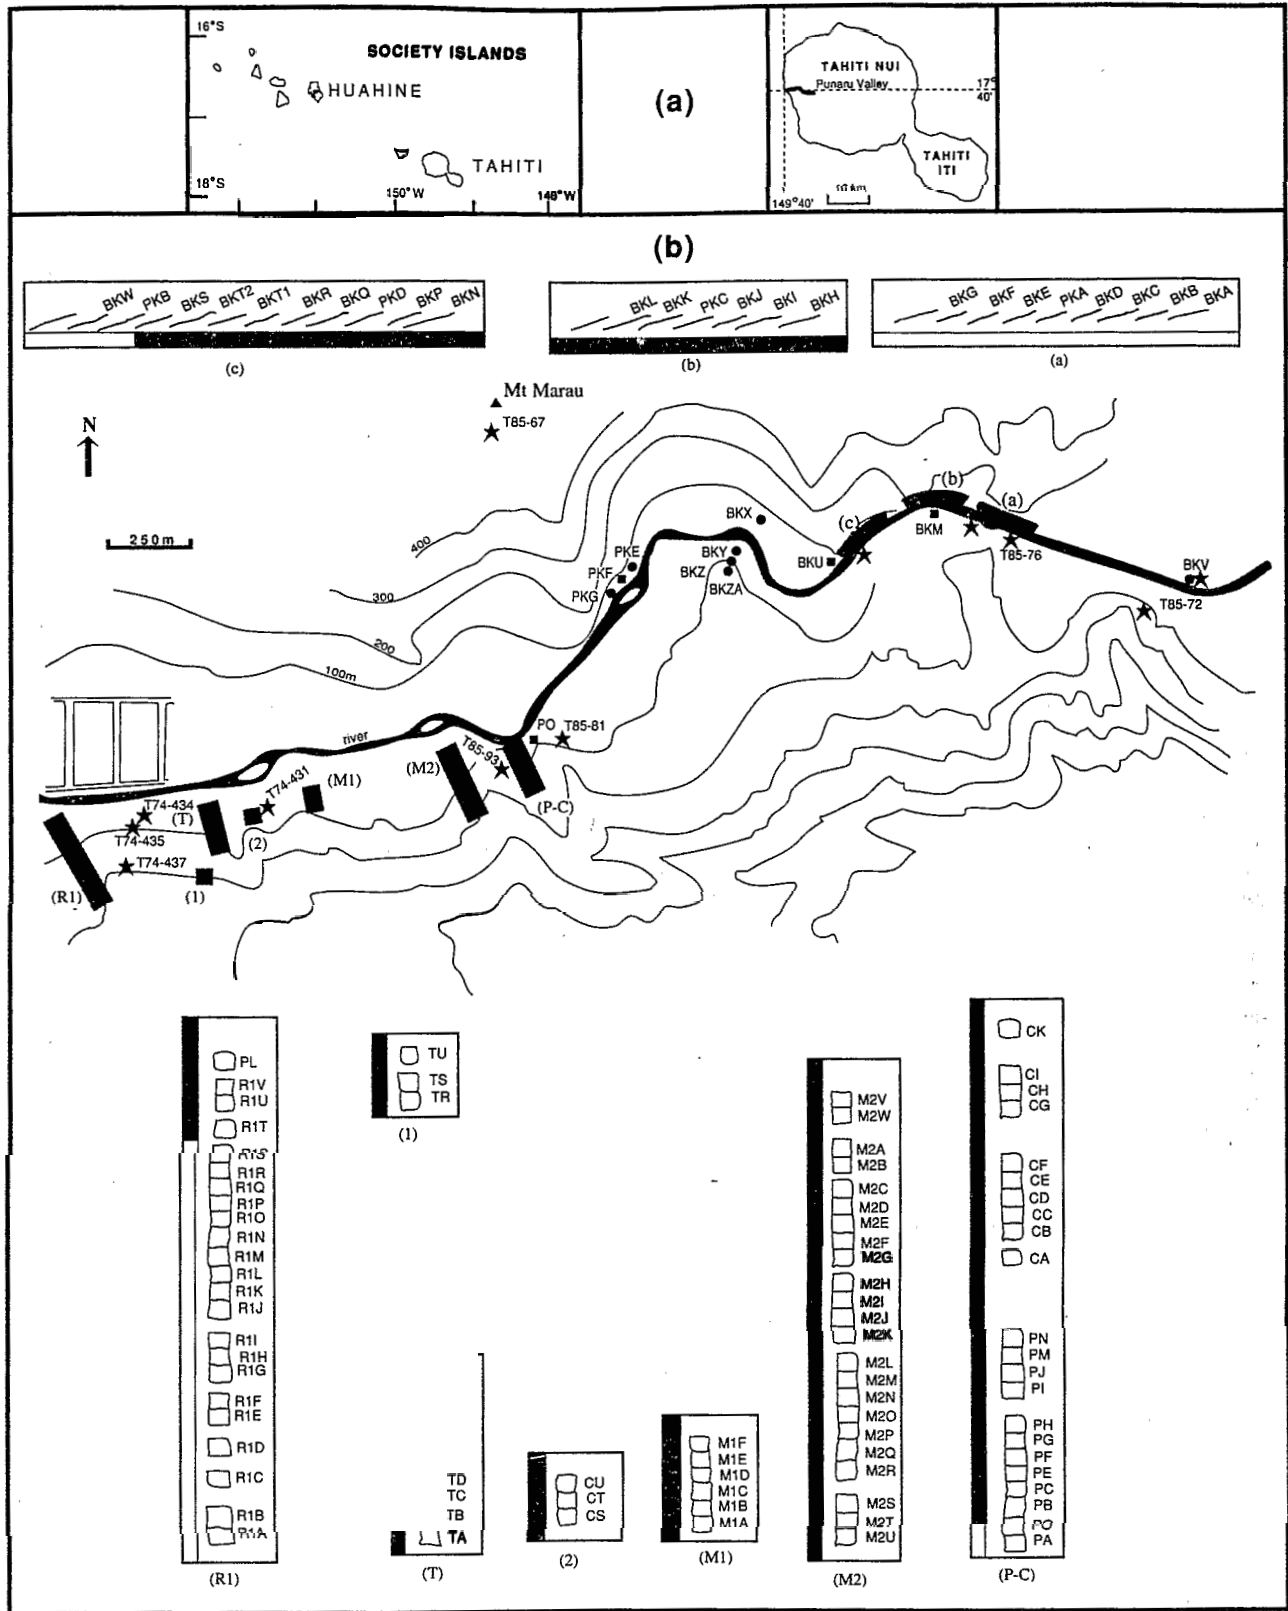 16°S
SOCIETY ISLANDS
HUAHINE
TAHITI
18°S
150°W
148°W
(a)
TAHITI NUI
Punaru Valley
17°
40'
TAHITI
ITI
10 km
149°40'
(b)
BKW PKB BKS BKT2 BKT1 BKR BKQ PKD BKP BKN
(c)
BKL BKK PKC BKJ BKI BKH
(b)
BKG BKF BKE PKA BKD BKC BKB BKA
(a)
Mt Marau
T85-67
N
250m
400
300
200
100m
BKX
PKE
PKF
PKG
BKY
BKZ
BKZA
BKU
(c)
(b)
BKM
(a)
T85-76
BKV
T85-72
river
PO
T85-81
T85-93
(M2)
(P-C)
(M1)
T74-431
(2)
T74-434
(T)
T74-435
T74-437
(R1)
(1)
PL
R1V
R1U
R1T
R1S
R1R
R1Q
R1P
R1O
R1N
R1M
R1L
R1K
R1J
R1I
R1H
R1G
R1F
R1E
R1D
R1C
R1B
R1A
(R1)
TU
TS
TR
(1)
TD
TC
TB
TA
(T)
CU
CT
CS
(2)
M1F
M1E
M1D
M1C
M1B
M1A
(M1)
M2V
M2W
M2A
M2B
M2C
M2D
M2E
M2F
M2G
M2H
M2I
M2J
M2K
M2L
M2M
M2N
M2O
M2P
M2Q
M2R
M2S
M2T
M2U
(M2)
CK
CI
CH
CG
CF
CE
CD
CC
CB
CA
PN
PM
PJ
PI
PH
PG
PF
PE
PC
PB
PA
(P-C)